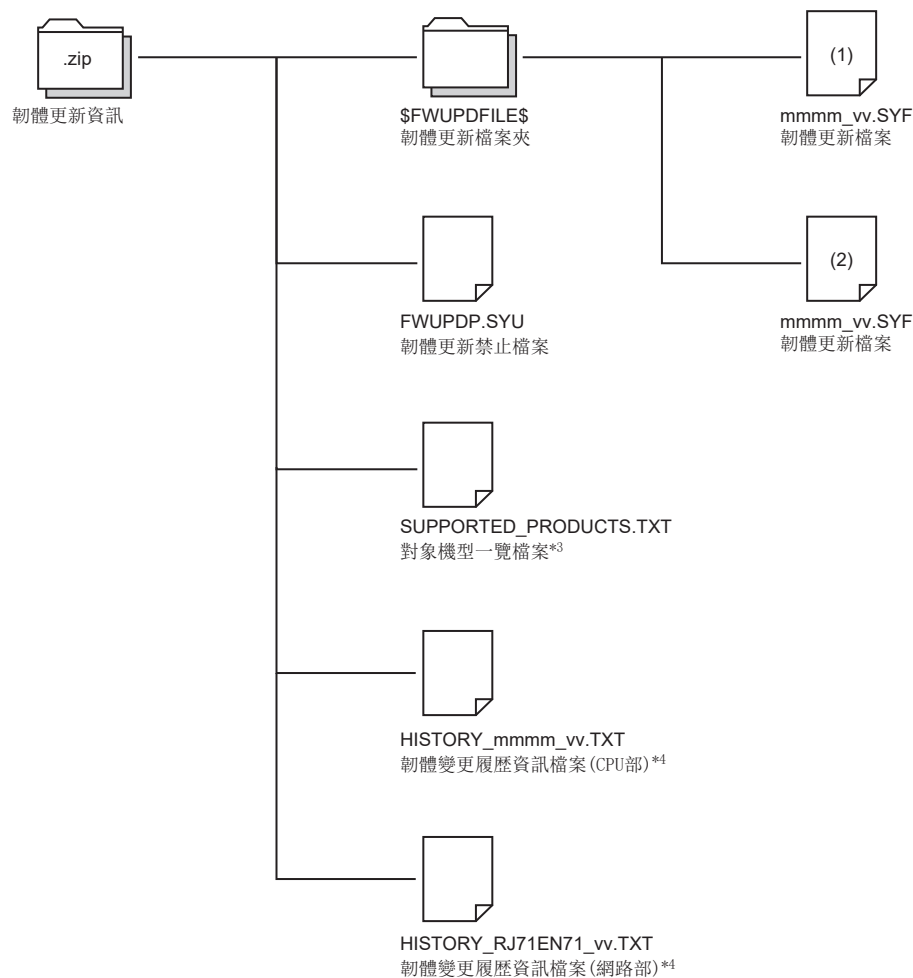 .zip
韌體更新資訊
$FWUPDFILE$
韌體更新檔案夾
(1)
mmmm_vv.SYF
韌體更新檔案
FWUPDP.SYU
韌體更新禁止檔案
(2)
mmmm_vv.SYF
韌體更新檔案
SUPPORTED_PRODUCTS.TXT
對象機型一覽檔案*3
HISTORY_mmmm_vv.TXT
韌體變更履歷資訊檔案(CPU部)*4
HISTORY_RJ71EN71_vv.TXT
韌體變更履歷資訊檔案(網路部)*4